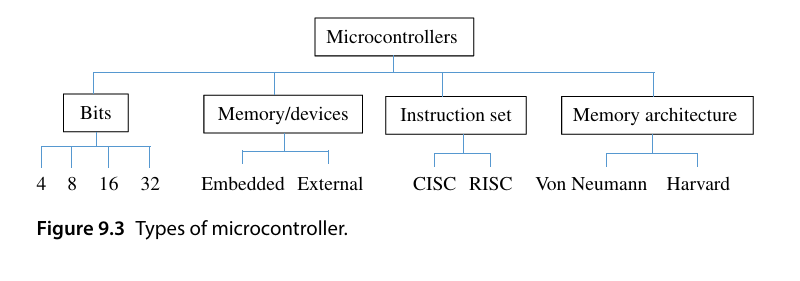 Microcontrollers
Bits
Memory/devices
Instruction set
Memory architecture
4 8 16 32
Embedded External
CISC RISC
Von Neumann Harvard
Figure 9.3 Types of microcontroller.